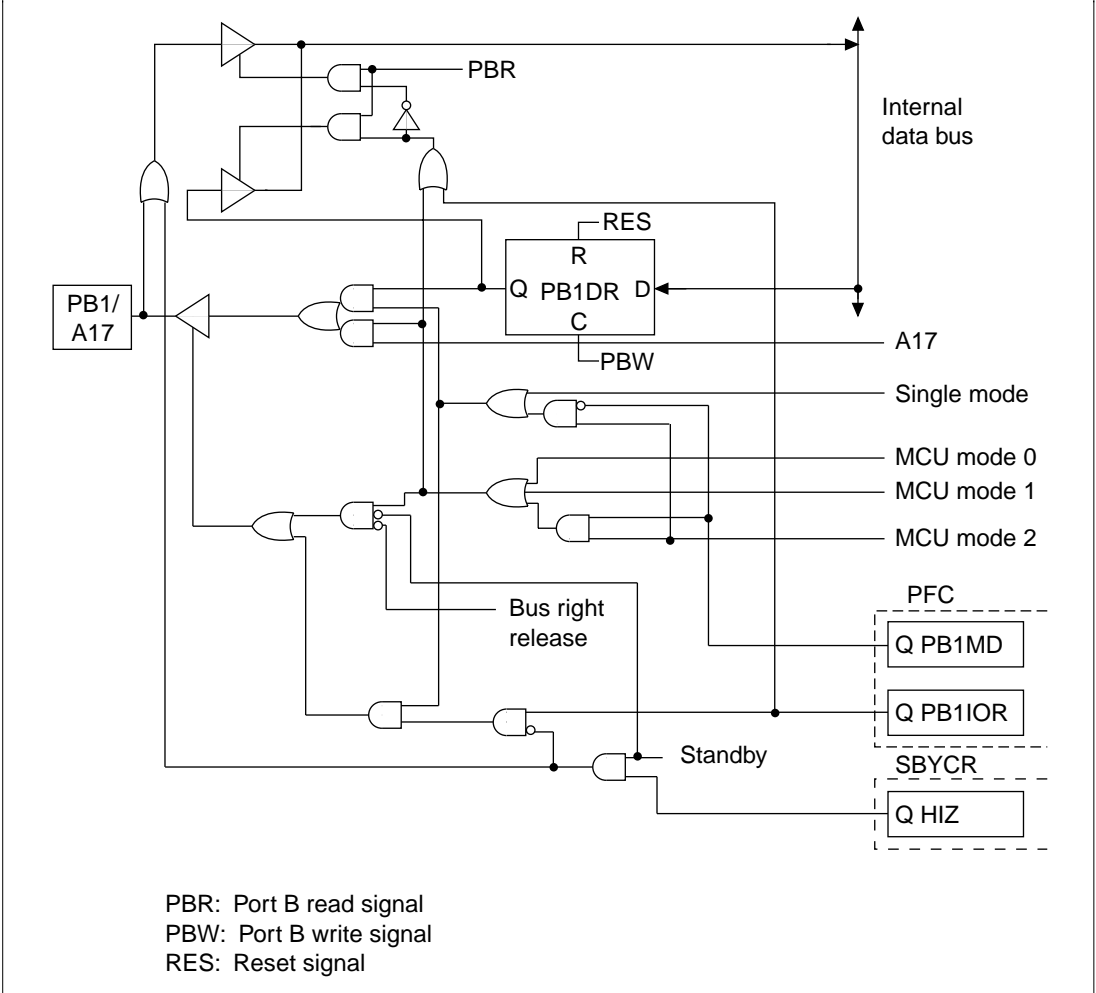 PBR
Internal
data bus
RES
R
Q PB1DR D
C
PBW
PB1/
A17
A17
Single mode
MCU mode 0
MCU mode 1
MCU mode 2
Bus right
release
PFC
Q PB1MD
Q PB1IOR
Standby
SBYCR
Q HIZ
PBR: Port B read signal
PBW: Port B write signal
RES: Reset signal